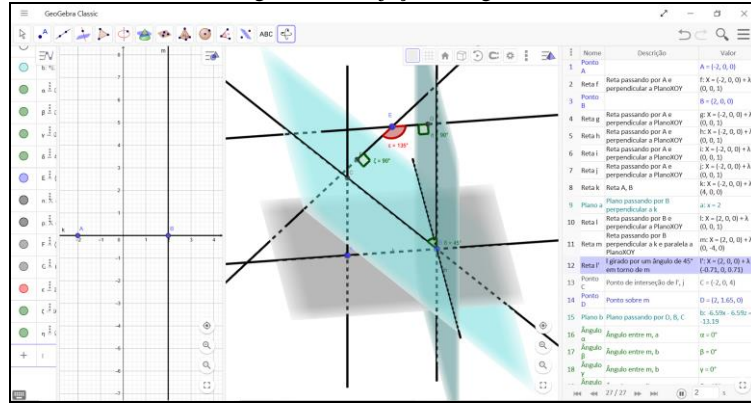 GeoGebra Classic
ABC
Nome Descrição Valor
1 Ponto A A = (-2, 0, 0)
2 Reta f Reta passando por A e perpendicular a PlanoXOY f: X = (-2, 0, 0) + λ (0, 0, 1)
3 Ponto B B = (2, 0, 0)
4 Reta g Reta passando por A e perpendicular a PlanoXOY g: X = (-2, 0, 0) + λ (0, 0, 1)
5 Reta h Reta passando por A e perpendicular a PlanoXOY h: X = (-2, 0, 0) + λ (0, 0, 1)
6 Reta i Reta passando por A e perpendicular a PlanoXOY i: X = (-2, 0, 0) + λ (0, 0, 1)
7 Reta j Reta passando por A e perpendicular a PlanoXOY j: X = (-2, 0, 0) + λ (0, 0, 1)
8 Reta k Reta A, B k: X = (-2, 0, 0) + λ (4, 0, 0)
9 Plano a Plano passando por B perpendicular a k a: x = 2
10 Reta l Reta passando por B e perpendicular a PlanoXOY l: X = (2, 0, 0) + λ (0, 0, 1)
11 Reta m Reta passando por B perpendicular a k e paralela a PlanoXOY m: X = (2, 0, 0) + λ (0, -4, 0)
12 Reta l' l girado por um ângulo de 45° em torno de m l': X = (2, 0, 0) + λ (-0.71, 0, 0.71)
13 Ponto C Ponto de interseção de l', j C = (-2, 0, 4)
14 Ponto D Ponto sobre m D = (2, 1.65, 0)
15 Plano b Plano passando por D, B, C b: -6.59x - 6.59z = -13.19
16 Ângulo α Ângulo entre m, a α = 0°
17 Ângulo β Ângulo entre m, b β = 0°
18 Ângulo γ Ângulo entre m, b γ = 0°
Ângulo
27 / 27
2 s
m
k A B
E
ε = 135°
ζ = 90°